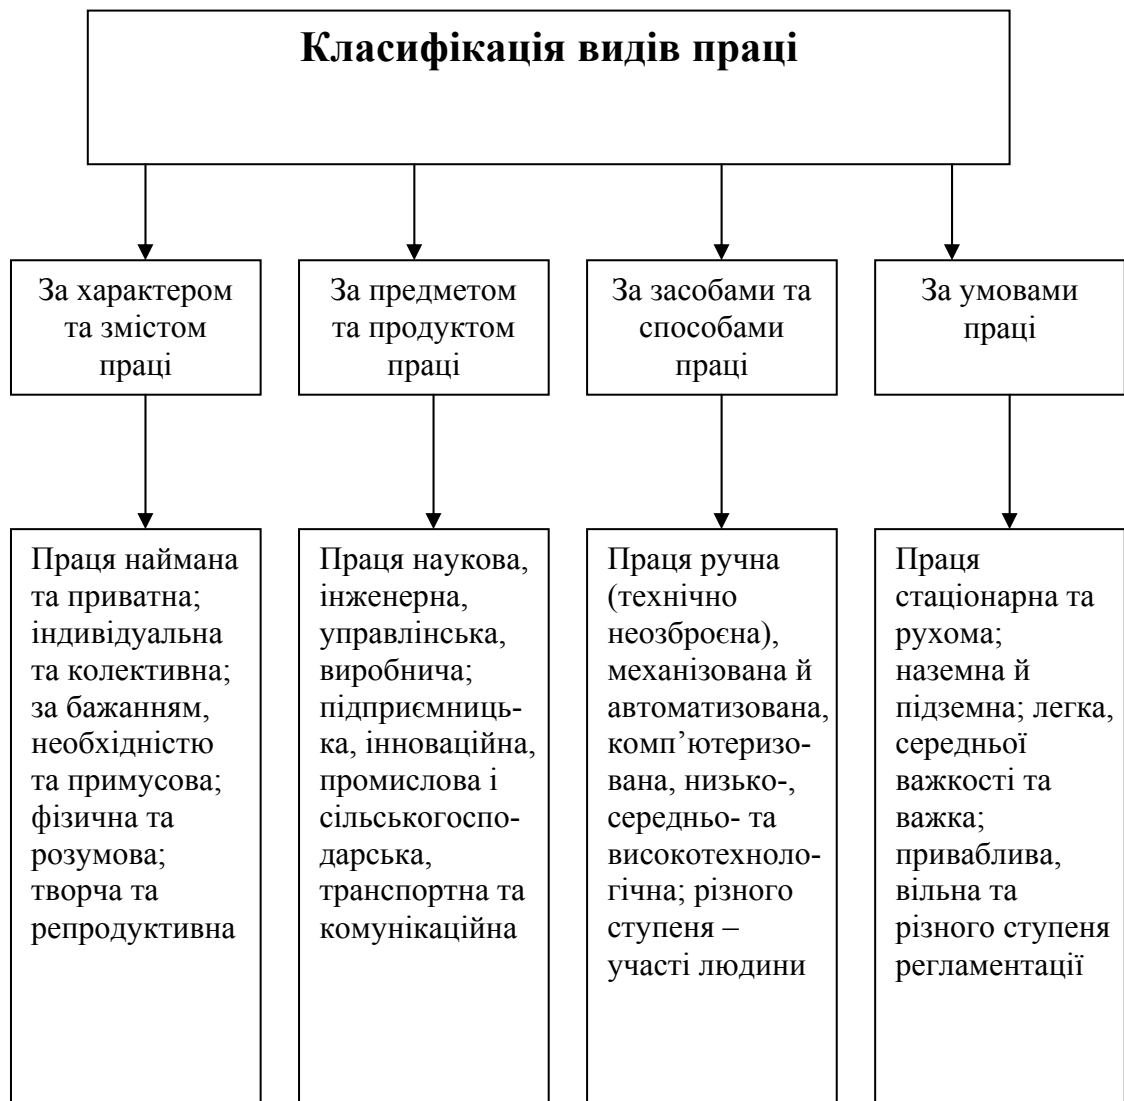 Класифікація видів праці
За характером
та змістом
праці
За предметом
та продуктом
праці
За засобами та
способами
праці
За умовами
праці
Праця наймана
та приватна;
індивідуальна
та колективна;
за бажанням,
необхідністю
та примусова;
фізична та
розумова;
творча та
репродуктивна
Праця наукова,
інженерна,
управлінська,
виробнича;
підприємниць-
ка, інноваційна,
промислова і
сільськогоспо-
дарська,
транспортна та
комунікаційна
Праця ручна
(технічно
неозброєна),
механізована й
автоматизована,
комп’ютеризо-
вана, низько-,
середньо- та
високотехноло-
гічна; різного
ступеня –
участі людини
Праця
стаціонарна та
рухома;
наземна й
підземна; легка,
середньої
важкості та
важка;
приваблива,
вільна та
різного ступеня
регламентації